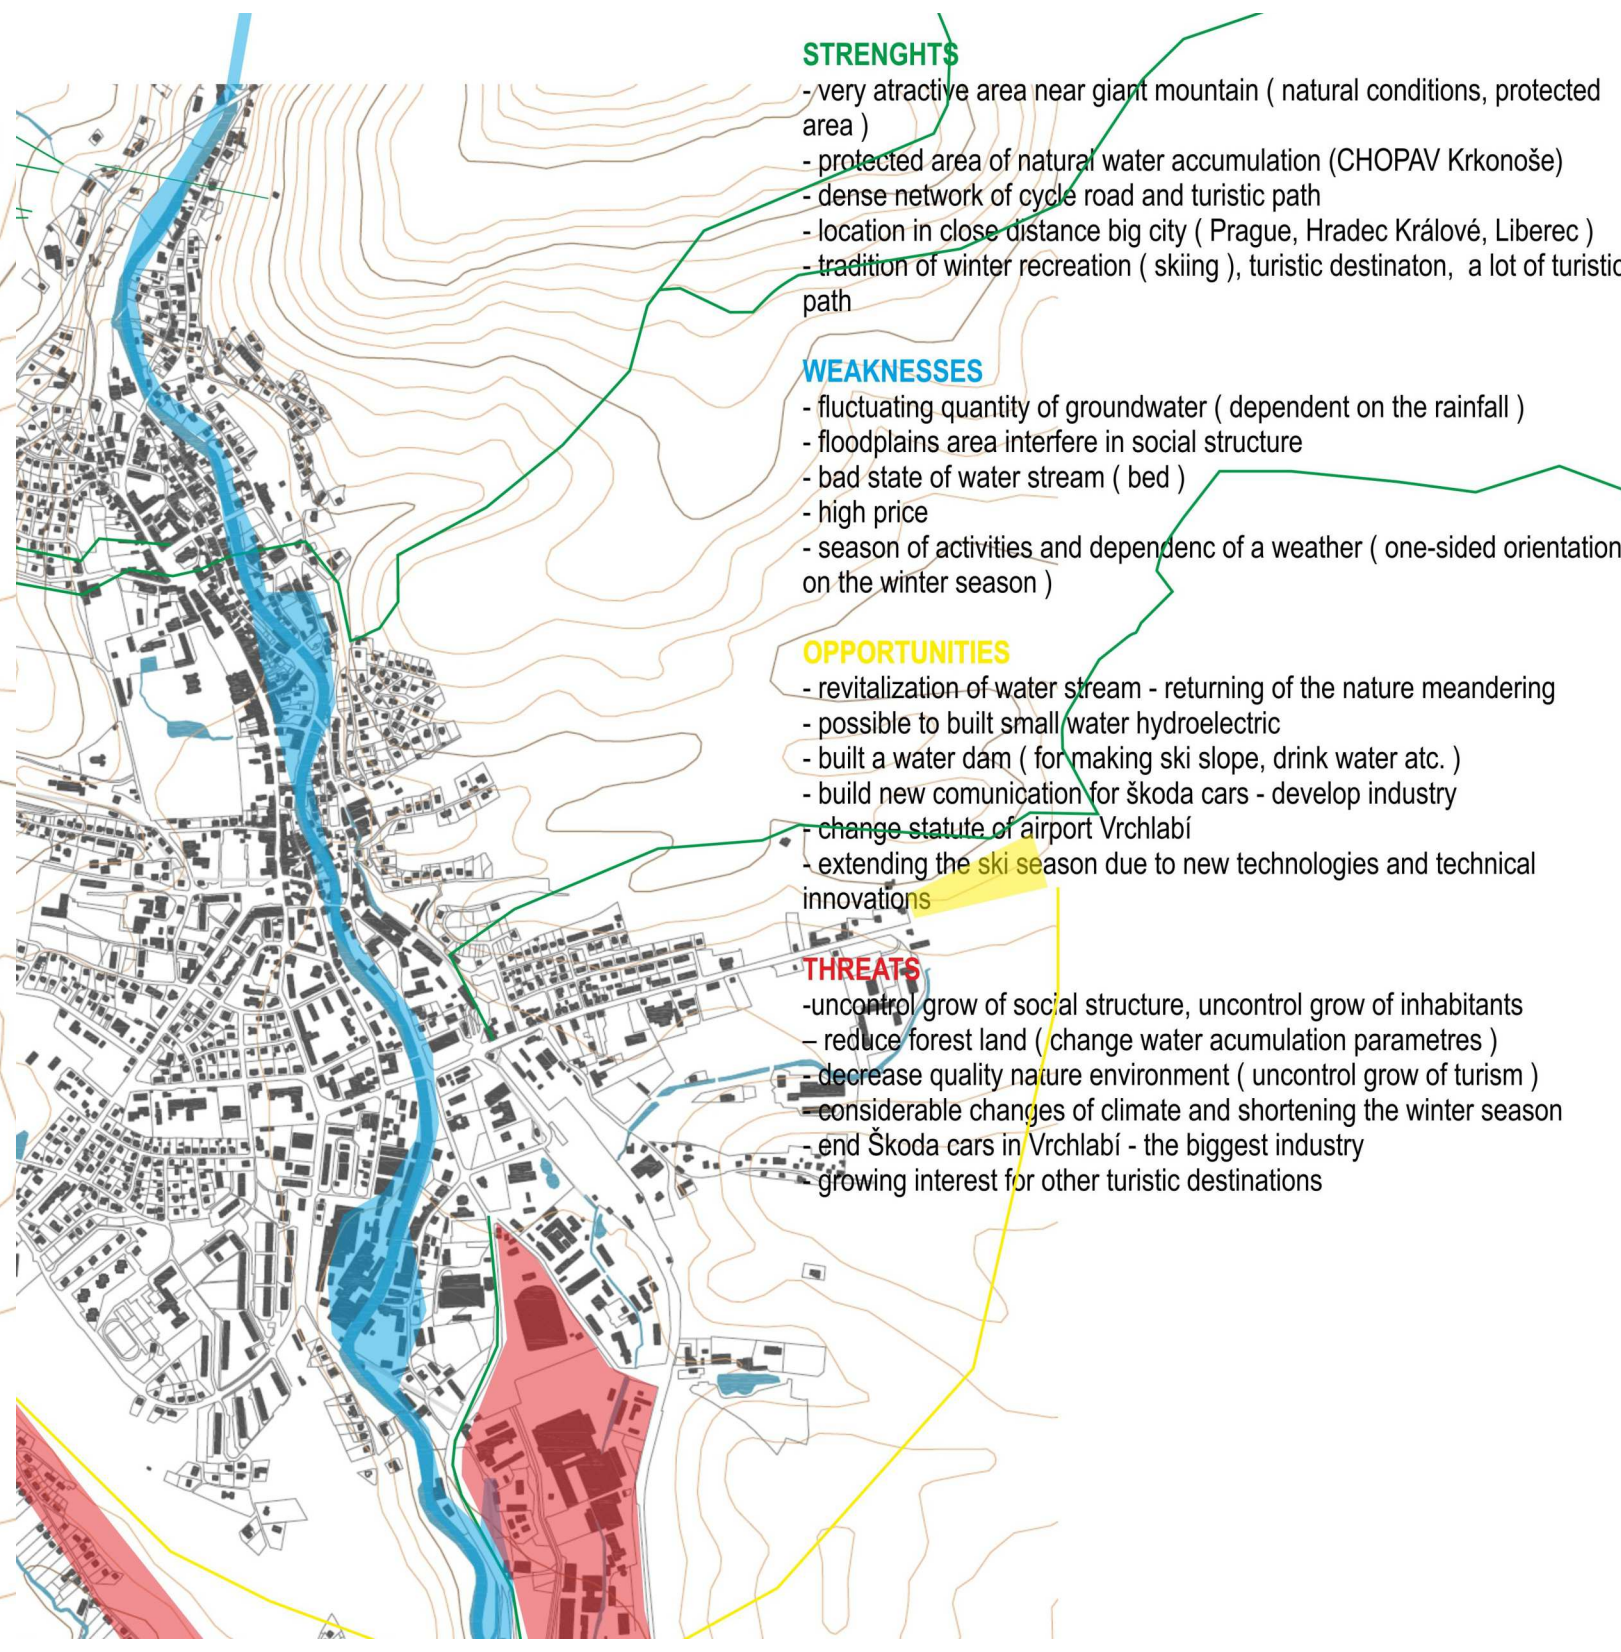 STRENGHTS
- very atractive area near giant mountain ( natural conditions, protected
area )
- protected area of natural water accumulation (CHOPAV Krkonoše)
- dense network of cycle road and turistic path
- location in close distance big city ( Prague, Hradec Králové, Liberec )
- tradition of winter recreation ( skiing ), turistic destinaton, a lot of turistic
path
WEAKNESSES
- fluctuating quantity of groundwater ( dependent on the rainfall )
- floodplains area interfere in social structure
- bad state of water stream ( bed )
- high price
- season of activities and dependenc of a weather ( one-sided orientation
on the winter season )
OPPORTUNITIES
- revitalization of water stream - returning of the nature meandering
- possible to built small water hydroelectric
- built a water dam ( for making ski slope, drink water atc. )
- build new comunication for škoda cars - develop industry
- change statute of airport Vrchlabí
- extending the ski season due to new technologies and technical
innovations
THREATS
-uncontrol grow of social structure, uncontrol grow of inhabitants
– reduce forest land ( change water acumulation parametres )
- decrease quality nature environment ( uncontrol grow of turism )
- considerable changes of climate and shortening the winter season
- end Škoda cars in Vrchlabí - the biggest industry
- growing interest for other turistic destinations